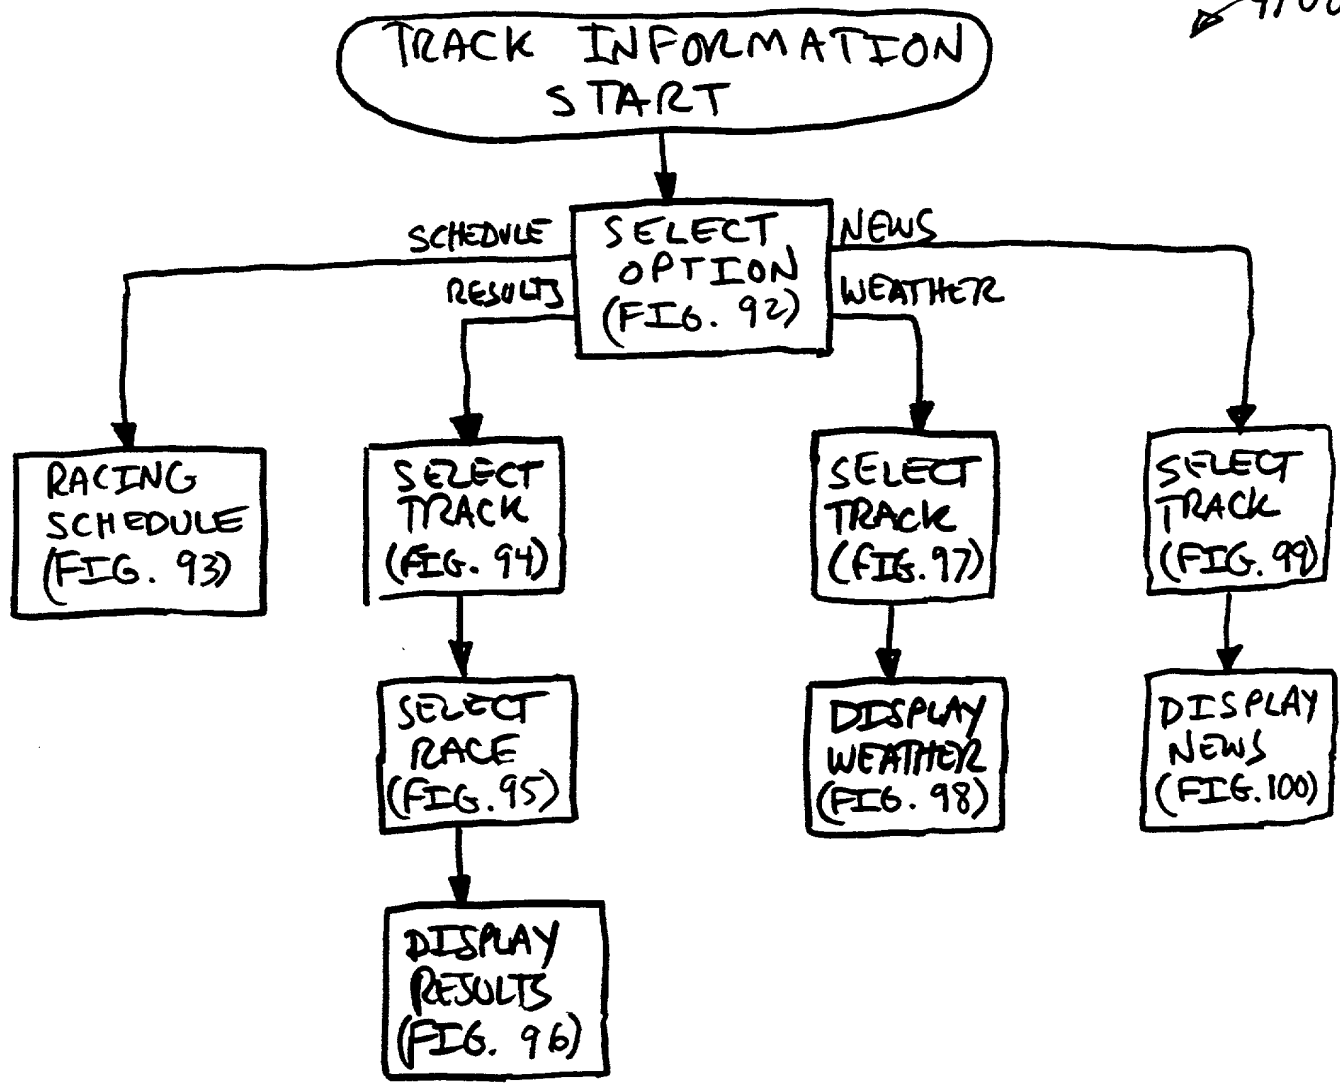 TRACK INFORMATION
START
SCHEDULE
RESULTS
SELECT
OPTION
(FIG. 92)
NEWS
WEATHER
RACING
SCHEDULE
(FIG. 93)
SELECT
TRACK
(FIG. 94)
SELECT
TRACK
(FIG. 97)
SELECT
TRACK
(FIG. 99)
SELECT
RACE
(FIG. 95)
DISPLAY
WEATHER
(FIG. 98)
DISPLAY
NEWS
(FIG. 100)
DISPLAY
RESULTS
(FIG. 96)